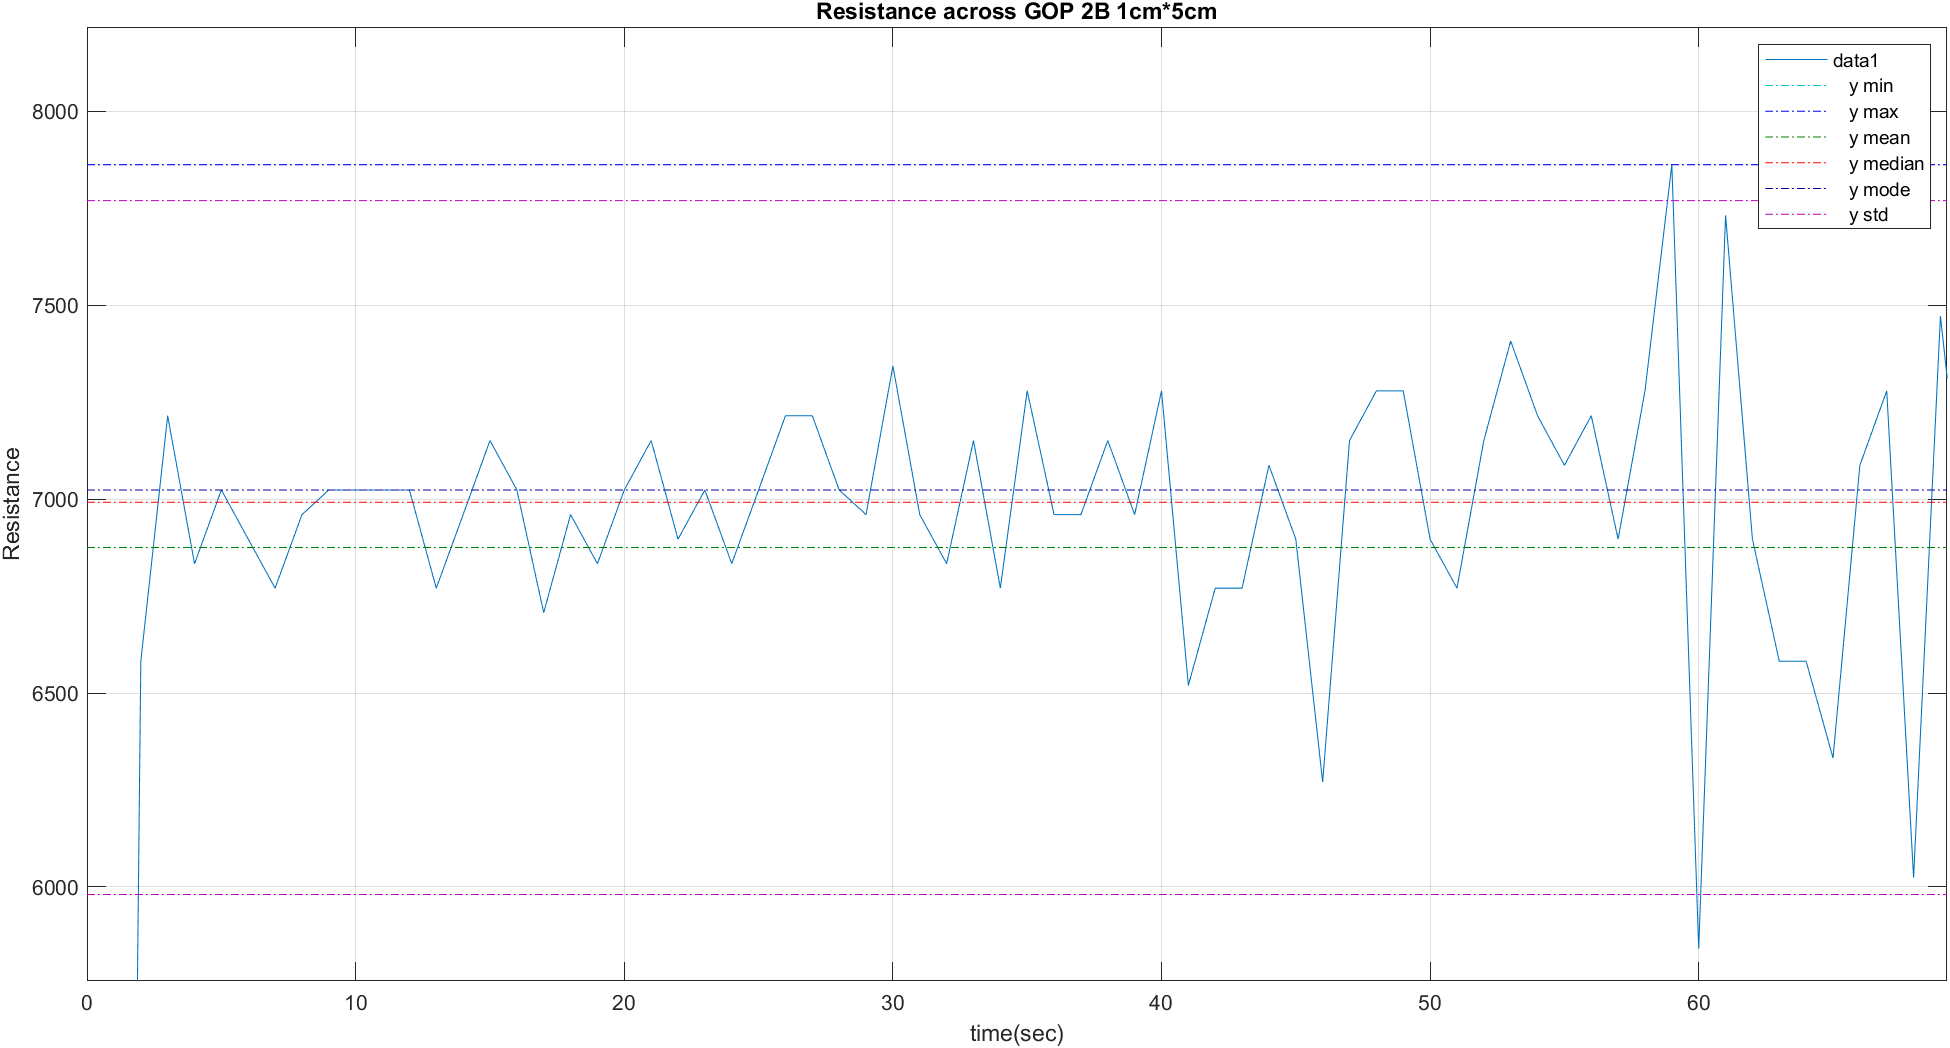 Resistance across GOP 2B 1cm*5cm
data1
y min
y max
y mean
y median
y mode
y std
8000
7500
7000
6500
6000
Resistance
0 10 20 30 40 50 60
time(sec)